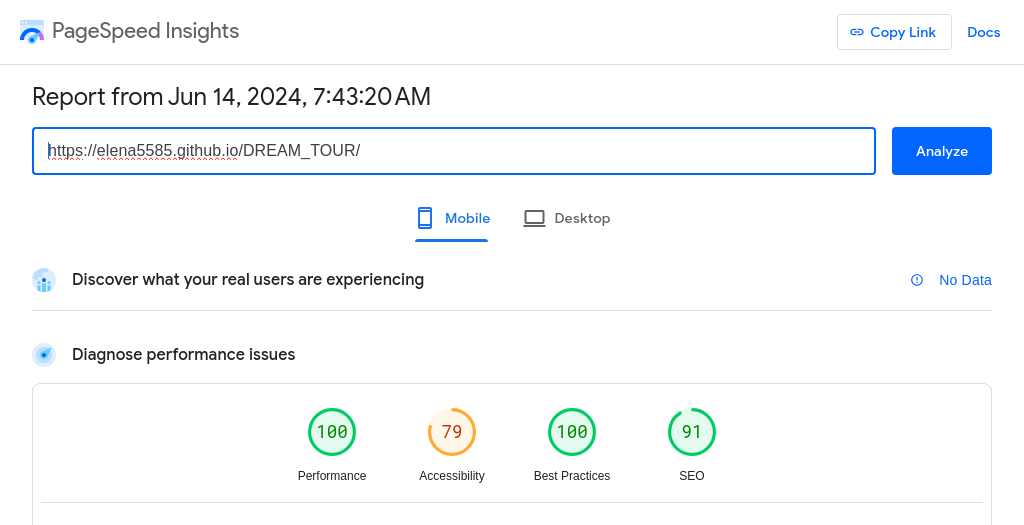 PageSpeed Insights
Copy Link
Docs
Report from Jun 14, 2024, 7:43:20 AM
https://elena5585.github.io/DREAM_TOUR/
Analyze
Mobile
Desktop
Discover what your real users are experiencing
No Data
Diagnose performance issues
100
79
100
91
Performance
Accessibility
Best Practices
SEO